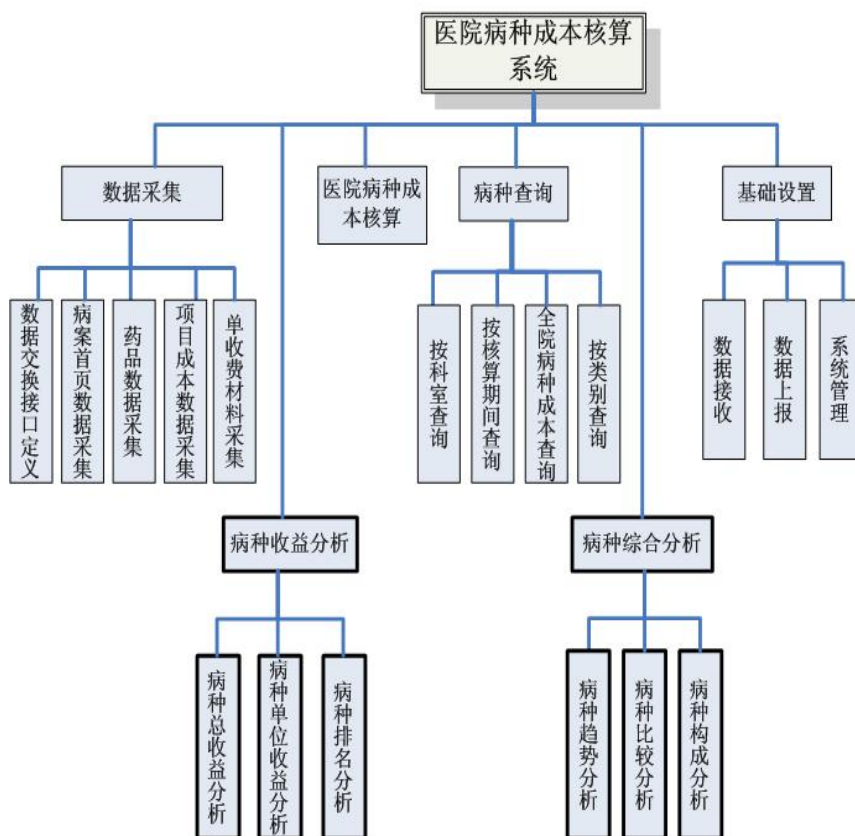 医院病种成本核算
系统
数据采集
医院病种成
本核算
病种查询
基础设置
数据交换接口定义
病案首页数据采集
药品数据采集
项目成本数据采集
单收费材料采集
按科室查询
按核算期间查询
全院病种成本查询
按类别查询
数据接收
数据上报
系统管理
病种收益分析
病种综合分析
病种总收益分析
病种单位收益分析
病种排名分析
病种趋势分析
病种比较分析
病种构成分析